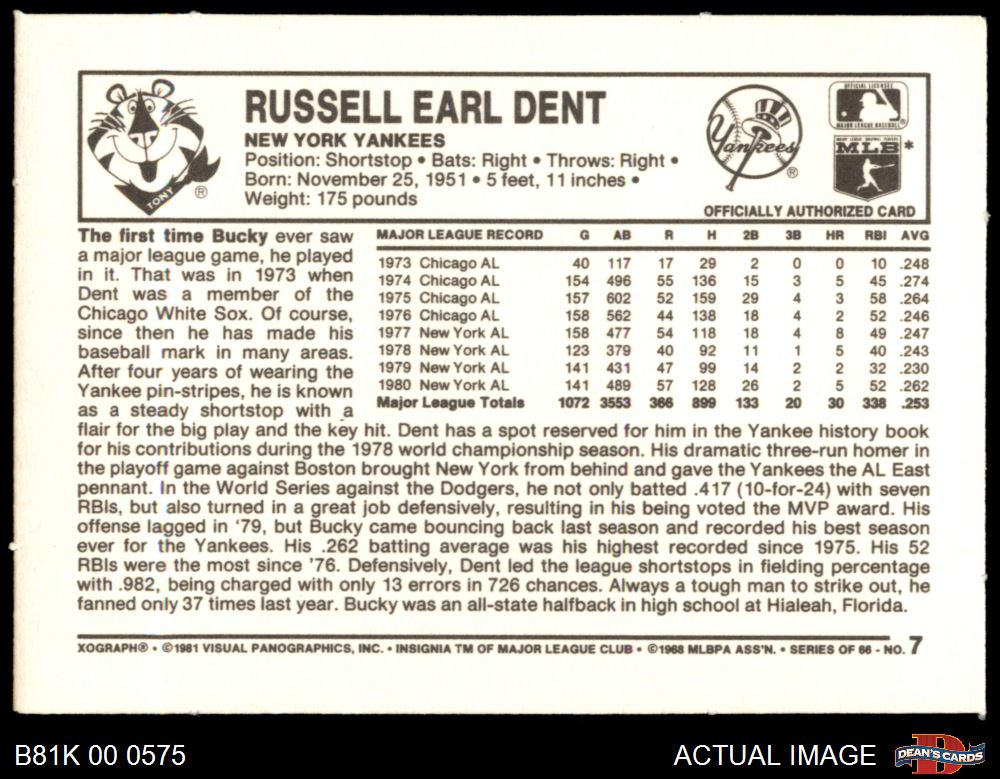 RUSSELL EARL DENT
NEW YORK YANKEES
Position: Shortstop • Bats: Right • Throws: Right •
Born: November 25, 1951 • 5 feet, 11 inches •
Weight: 175 pounds
TONY ®
Yankees ®
OFFICIAL LICENSEE
MAJOR LEAGUE BASEBALL®
MLB *
OFFICIALLY AUTHORIZED CARD
The first time Bucky ever saw
a major league game, he played
in it. That was in 1973 when
Dent was a member of the
Chicago White Sox. Of course,
since then he has made his
baseball mark in many areas.
After four years of wearing the
Yankee pin-stripes, he is known
as a steady shortstop with a
MAJOR LEAGUE RECORD G AB R H 2B 3B HR RBI AVG
1973 Chicago AL 40 117 17 29 2 0 0 10 .248
1974 Chicago AL 154 496 55 136 15 3 5 45 .274
1975 Chicago AL 157 602 52 159 29 4 3 58 .264
1976 Chicago AL 158 562 44 138 18 4 2 52 .246
1977 New York AL 158 477 54 118 18 4 8 49 .247
1978 New York AL 123 379 40 92 11 1 5 40 .243
1979 New York AL 141 431 47 99 14 2 2 32 .230
1980 New York AL 141 489 57 128 26 2 5 52 .262
Major League Totals 1072 3553 366 899 133 20 30 338 .253
flair for the big play and the key hit. Dent has a spot reserved for him in the Yankee history book
for his contributions during the 1978 world championship season. His dramatic three-run homer in
the playoff game against Boston brought New York from behind and gave the Yankees the AL East
pennant. In the World Series against the Dodgers, he not only batted .417 (10-for-24) with seven
RBIs, but also turned in a great job defensively, resulting in his being voted the MVP award. His
offense lagged in '79, but Bucky came bouncing back last season and recorded his best season
ever for the Yankees. His .262 batting average was his highest recorded since 1975. His 52
RBIs were the most since '76. Defensively, Dent led the league shortstops in fielding percentage
with .982, being charged with only 13 errors in 726 chances. Always a tough man to strike out, he
fanned only 37 times last year. Bucky was an all-state halfback in high school at Hialeah, Florida.
XOGRAPH® • ©1981 VISUAL PANOGRAPHICS, INC. • INSIGNIA TM OF MAJOR LEAGUE CLUB • ©1968 MLBPA ASS'N. • SERIES OF 66 - NO. 7
B81K 00 0575
ACTUAL IMAGE
DEAN'S CARDS